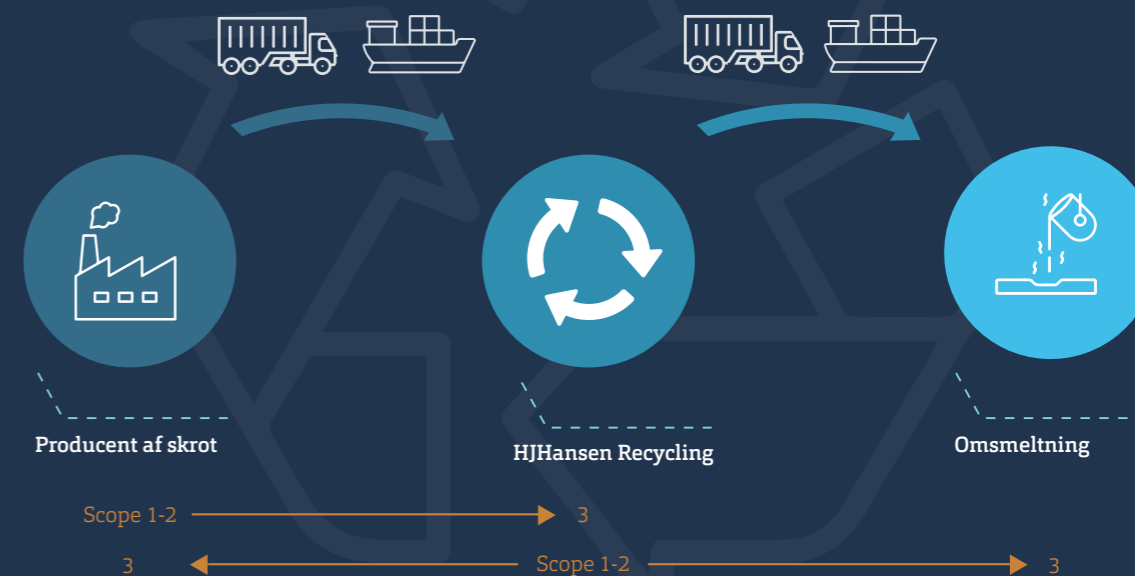 Producent af skrot
HJHansen Recycling
Omsmeltning
Scope 1-2 3
3 Scope 1-2 3